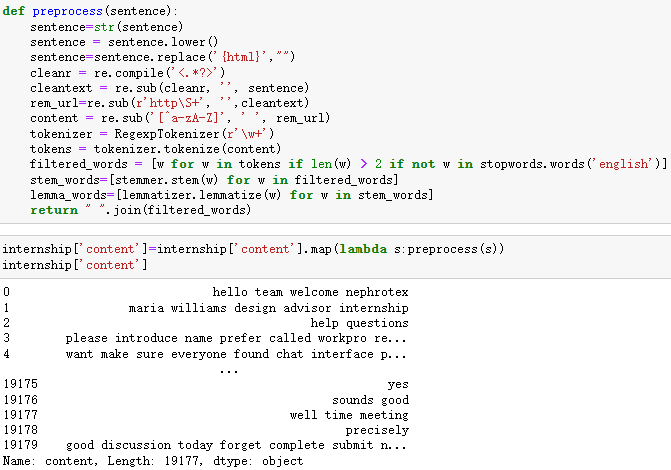 def preprocess(sentence):
    sentence=str(sentence)
    sentence = sentence.lower()
    sentence=sentence.replace('{html}',"")
    cleanr = re.compile('<.*?>')
    cleantext = re.sub(cleanr, '', sentence)
    rem_url=re.sub(r'http\S+', '',cleantext)
    content = re.sub('[^a-zA-Z]', ' ', rem_url)
    tokenizer = RegexpTokenizer(r'\w+')
    tokens = tokenizer.tokenize(content)
    filtered_words = [w for w in tokens if len(w) > 2 if not w in stopwords.words('english')]
    stem_words=[stemmer.stem(w) for w in filtered_words]
    lemma_words=[lemmatizer.lemmatize(w) for w in stem_words]
    return " ".join(filtered_words)
internship['content']=internship['content'].map(lambda s:preprocess(s))
internship['content']
0                          hello team welcome nephrotex
1               maria williams design advisor internship
2                                         help questions
3       please introduce name prefer called workpro re...
4       want make sure everyone found chat interface p...
                              ...
19175                                                yes
19176                                        sounds good
19177                                  well time meeting
19178                                          precisely
19179   good discussion today forget complete submit n...
Name: content, Length: 19177, dtype: object